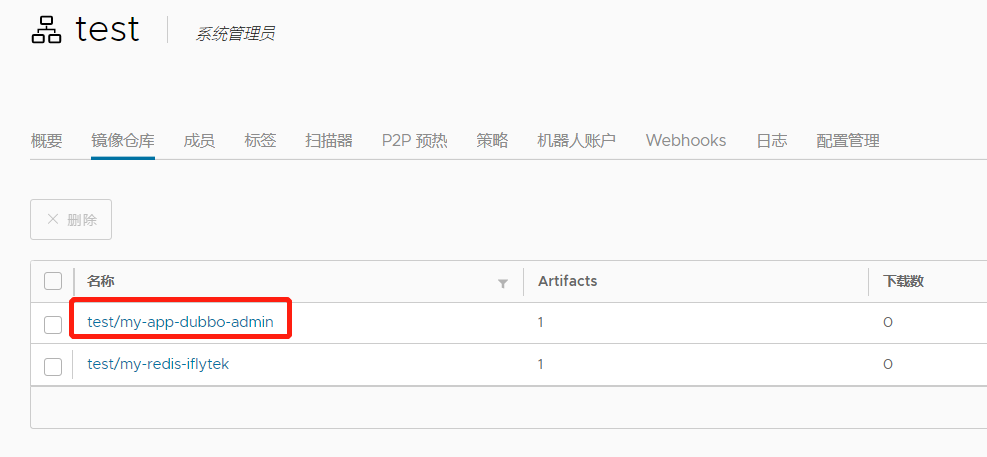 test 系统管理员
概要 镜像仓库 成员 标签 扫描器 P2P 预热 策略 机器人账户 Webhooks 日志 配置管理
× 删除
名称 Artifacts 下载数
test/my-app-dubbo-admin 1 0
test/my-redis-iflytek 1 0